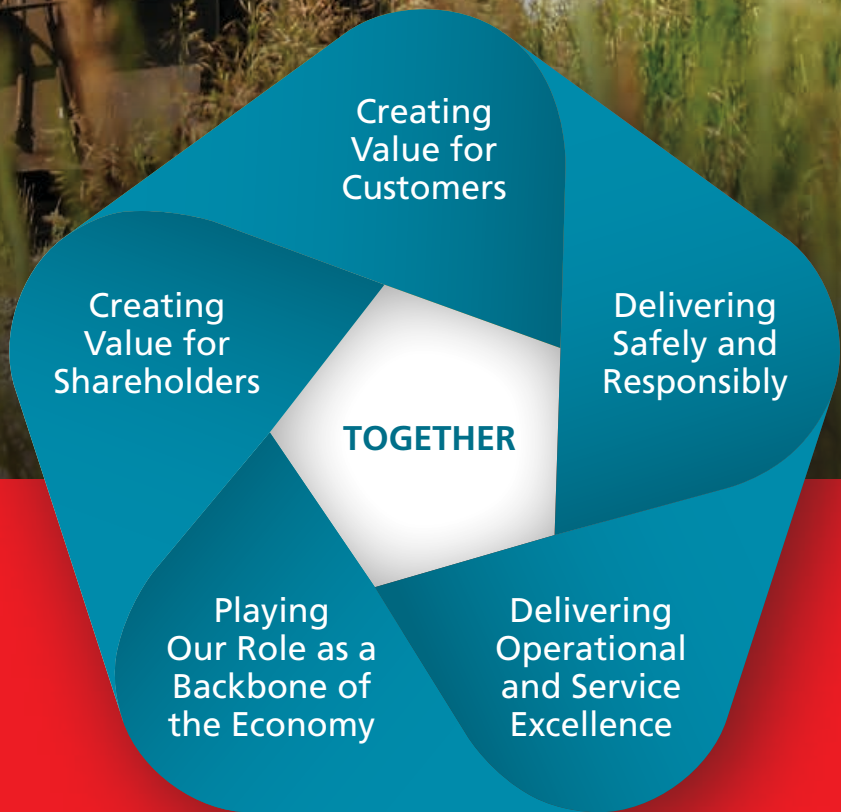 Creating
Value for
Customers
Delivering
Safely and
Responsibly
Delivering
Operational
and Service
Excellence
Playing
Our Role as a
Backbone of
the Economy
Creating
Value for
Shareholders
TOGETHER